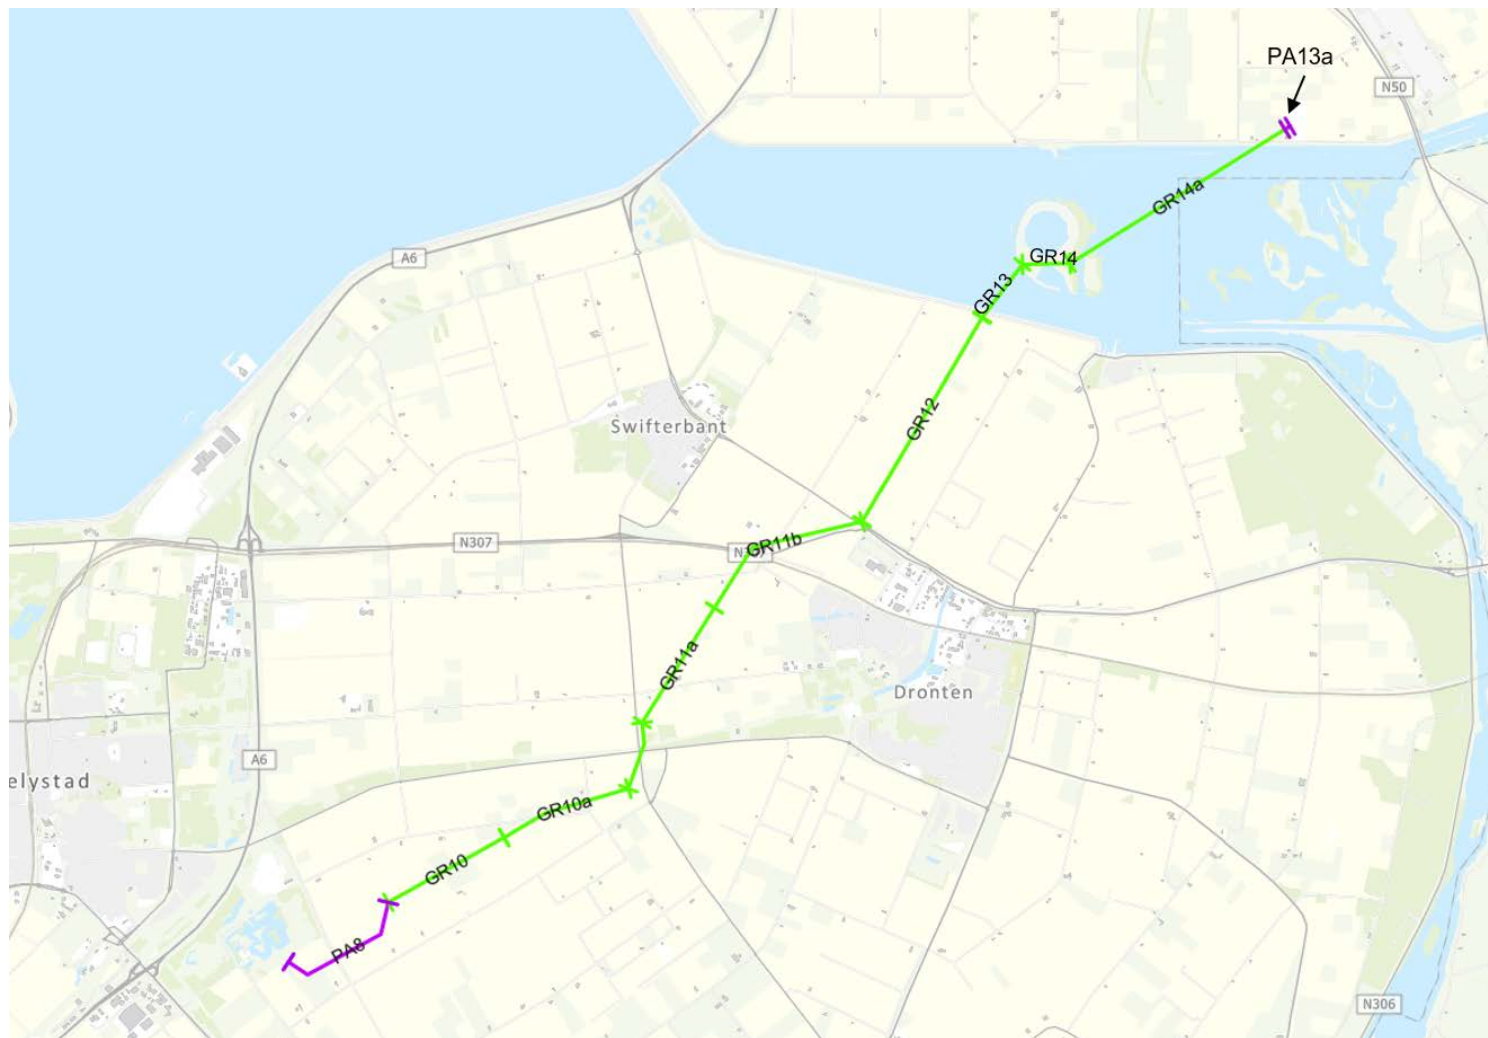 PA13a
N50
GR14a
A6
GR14
GR13
GR12
Swifterbant
N307
GR11b
GR11a
Dronten
A6
elystad
GR10a
GR10
PA8
N306